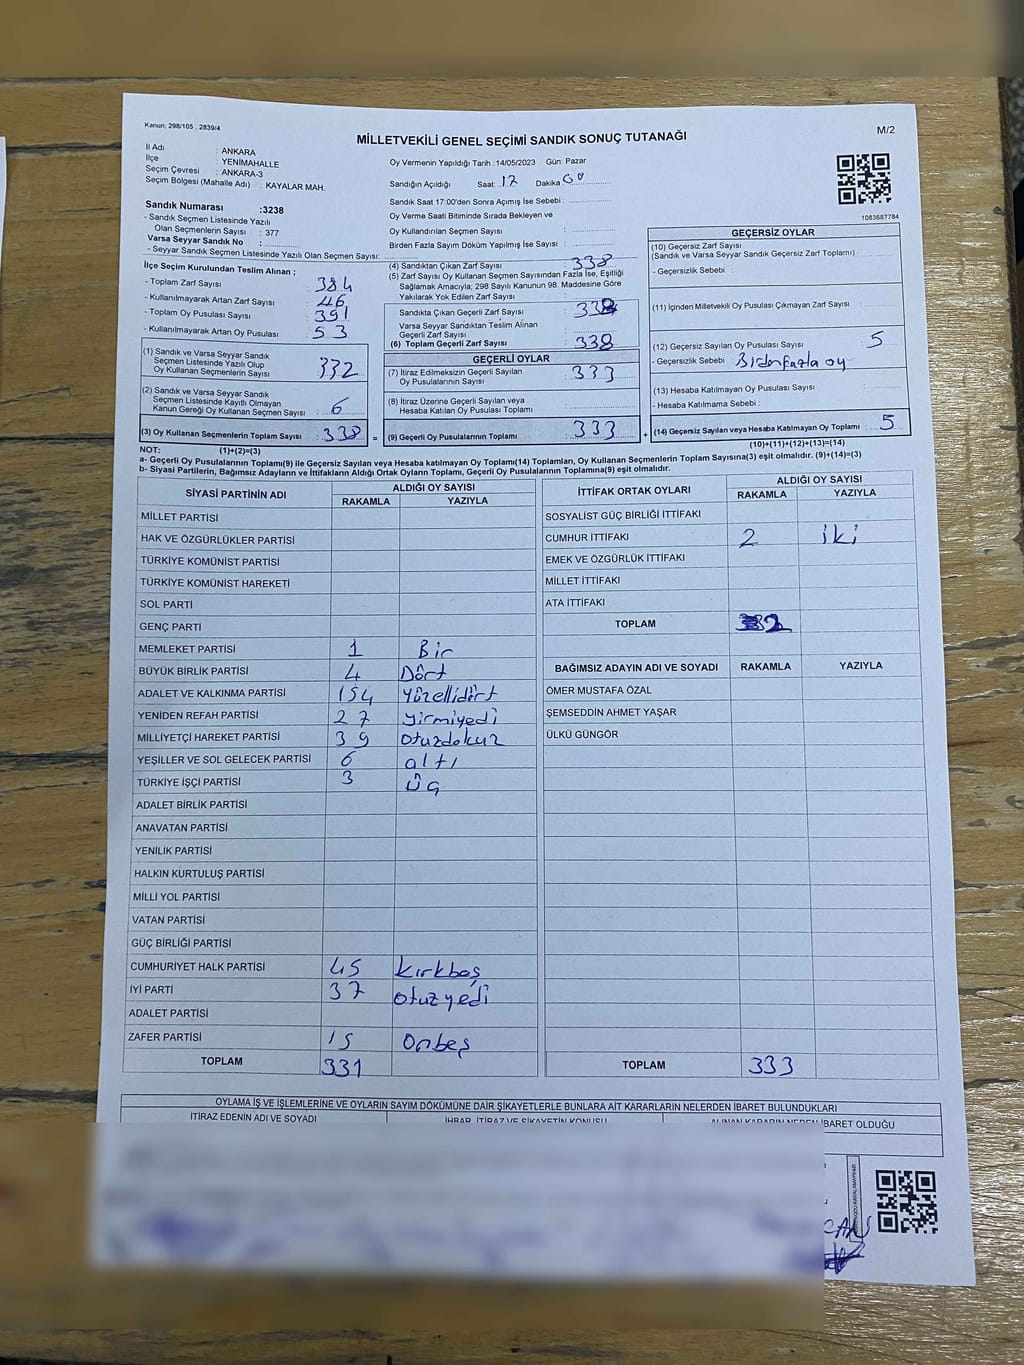 Kanun: 298/105 , 2839/4
MİLLETVEKİLİ GENEL SEÇİMİ SANDIK SONUÇ TUTANAĞI
M/2
İl Adı : ANKARA
İlçe : YENİMAHALLE
Seçim Çevresi : ANKARA-3
Seçim Bölgesi (Mahalle Adı) : KAYALAR MAH.
Sandık Numarası :3238
- Sandık Seçmen Listesinde Yazılı
Olan Seçmenlerin Sayısı : 377
Varsa Seyyar Sandık No :
- Seyyar Sandık Seçmen Listesinde Yazılı Olan Seçmen Sayısı:
Oy Vermenin Yapıldığı Tarih :14/05/2023 Gün: Pazar
Sandığın Açıldığı Saat: 17 Dakika 00
Sandık Saat 17:00'den Sonra Açımış İse Sebebi :
Oy Verme Saati Bitiminde Sırada Bekleyen ve
Oy Kullandırılan Seçmen Sayısı :
Birden Fazla Sayım Döküm Yapılmış İse Sayısı :
1083687784
İlçe Seçim Kurulundan Teslim Alınan ;
- Toplam Zarf Sayısı : 384
- Kullanılmayarak Artan Zarf Sayısı : 46
- Toplam Oy Pusulası Sayısı : 391
- Kullanılmayarak Artan Oy Pusulası : 53
(1) Sandık ve Varsa Seyyar Sandık
Seçmen Listesinde Yazılı Olup
Oy Kullanan Seçmenlerin Sayısı : 332
(2) Sandık ve Varsa Seyyar Sandık
Seçmen Listesinde Kayıtlı Olmayan
Kanun Gereği Oy Kullanan Seçmen Sayısı : 6
(3) Oy Kullanan Seçmenlerin Toplam Sayısı : 338 =
(4) Sandıktan Çıkan Zarf Sayısı : 338
(5) Zarf Sayısı Oy Kullanan Seçmen Sayısından Fazla İse, Eşitliği
Sağlamak Amacıyla; 298 Sayılı Kanunun 98. Maddesine Göre
Yakılarak Yok Edilen Zarf Sayısı :
Sandıkta Çıkan Geçerli Zarf Sayısı : 338
Varsa Seyyar Sandıktan Teslim Alınan
Geçerli Zarf Sayısı :
(6) Toplam Geçerli Zarf Sayısı : 338
GEÇERLİ OYLAR
(7) İtiraz Edilmeksizin Geçerli Sayılan
Oy Pusulalarının Sayısı : 333
(8) İtiraz Üzerine Geçerli Sayılan veya
Hesaba Katılan Oy Pusulası Toplamı :
(9) Geçerli Oy Pusulalarının Toplamı : 333 +
GEÇERSİZ OYLAR
(10) Geçersiz Zarf Sayısı
(Sandık ve Varsa Seyyar Sandık Geçersiz Zarf Toplamı) :
- Geçersizlik Sebebi :
(11) İçinden Milletvekili Oy Pusulası Çıkmayan Zarf Sayısı :
(12) Geçersiz Sayılan Oy Pusulası Sayısı : 5
- Geçersizlik Sebebi : Birden fazla oy
(13) Hesaba Katılmayan Oy Pusulası Sayısı :
- Hesaba Katılmama Sebebi :
(14) Geçersiz Sayılan veya Hesaba Katılmayan Oy Toplamı : 5
NOT: (1)+(2)=(3)
(10)+(11)+(12)+(13)=(14)
a- Geçerli Oy Pusulalarının Toplamı(9) ile Geçersiz Sayılan veya Hesaba katılmayan Oy Toplamı(14) Toplamları, Oy Kullanan Seçmenlerin Toplam Sayısına(3) eşit olmalıdır. (9)+(14)=(3)
b- Siyasi Partilerin, Bağımsız Adayların ve İttifakların Aldığı Ortak Oyların Toplamı, Geçerli Oy Pusulalarının Toplamına(9) eşit olmalıdır.
SİYASİ PARTİNİN ADI ALDIĞI OY SAYISI
RAKAMLA YAZIYLA
MİLLET PARTİSİ
HAK VE ÖZGÜRLÜKLER PARTİSİ
TÜRKİYE KOMÜNİST PARTİSİ
TÜRKİYE KOMÜNİST HAREKETİ
SOL PARTİ
GENÇ PARTİ
MEMLEKET PARTİSİ 1 Bir
BÜYÜK BİRLİK PARTİSİ 4 Dört
ADALET VE KALKINMA PARTİSİ 154 Yüzellidört
YENİDEN REFAH PARTİSİ 27 yirmiyedi
MİLLİYETÇİ HAREKET PARTİSİ 39 otuzdokuz
YEŞİLLER VE SOL GELECEK PARTİSİ 6 altı
TÜRKİYE İŞÇİ PARTİSİ 3 üç
ADALET BİRLİK PARTİSİ
ANAVATAN PARTİSİ
YENİLİK PARTİSİ
HALKIN KURTULUŞ PARTİSİ
MİLLİ YOL PARTİSİ
VATAN PARTİSİ
GÜÇ BİRLİĞİ PARTİSİ
CUMHURİYET HALK PARTİSİ 45 kırkbeş
İYİ PARTİ 37 otuzyedi
ADALET PARTİSİ
ZAFER PARTİSİ 15 Onbeş
TOPLAM 331
İTTİFAK ORTAK OYLARI ALDIĞI OY SAYISI
RAKAMLA YAZIYLA
SOSYALİST GÜÇ BİRLİĞİ İTTİFAKI
CUMHUR İTTİFAKI 2 iki
EMEK VE ÖZGÜRLÜK İTTİFAKI
MİLLET İTTİFAKI
ATA İTTİFAKI
TOPLAM 2
BAĞIMSIZ ADAYIN ADI VE SOYADI RAKAMLA YAZIYLA
ÖMER MUSTAFA ÖZAL
ŞEMSEDDİN AHMET YAŞAR
ÜLKÜ GÜNGÖR
TOPLAM 333
OYLAMA İŞ VE İŞLEMLERİNE VE OYLARIN SAYIM DÖKÜMÜNE DAİR ŞİKAYETLERLE BUNLARA AİT KARARLARIN NELERDEN İBARET BULUNDUKLARI
İTİRAZ EDENİN ADI VE SOYADI İHBAR, İTİRAZ VE ŞİKAYETİN KONUSU ALINAN KARARIN NEDEN İBARET OLDUĞU
CAN